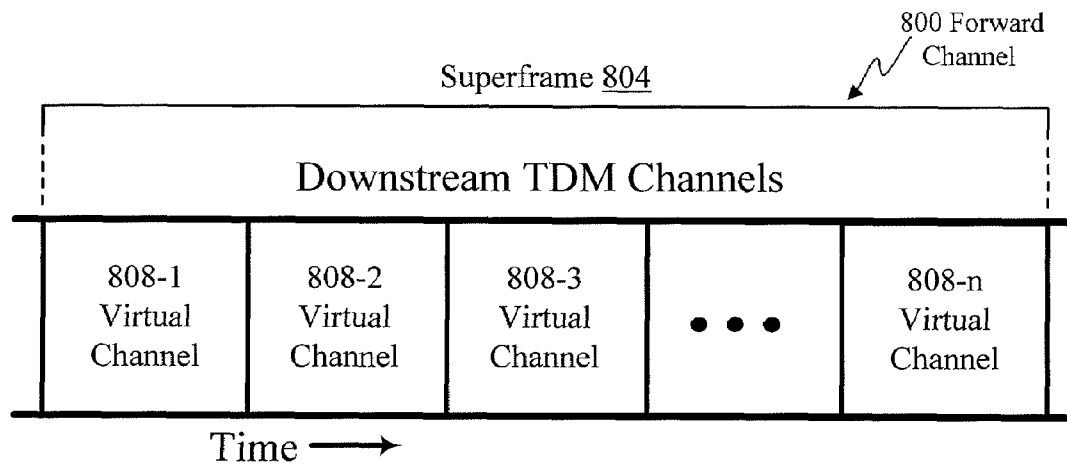 800 Forward
Channel
Superframe 804
Downstream TDM Channels
808-1
Virtual
Channel
808-2
Virtual
Channel
808-3
Virtual
Channel
808-n
Virtual
Channel
Time